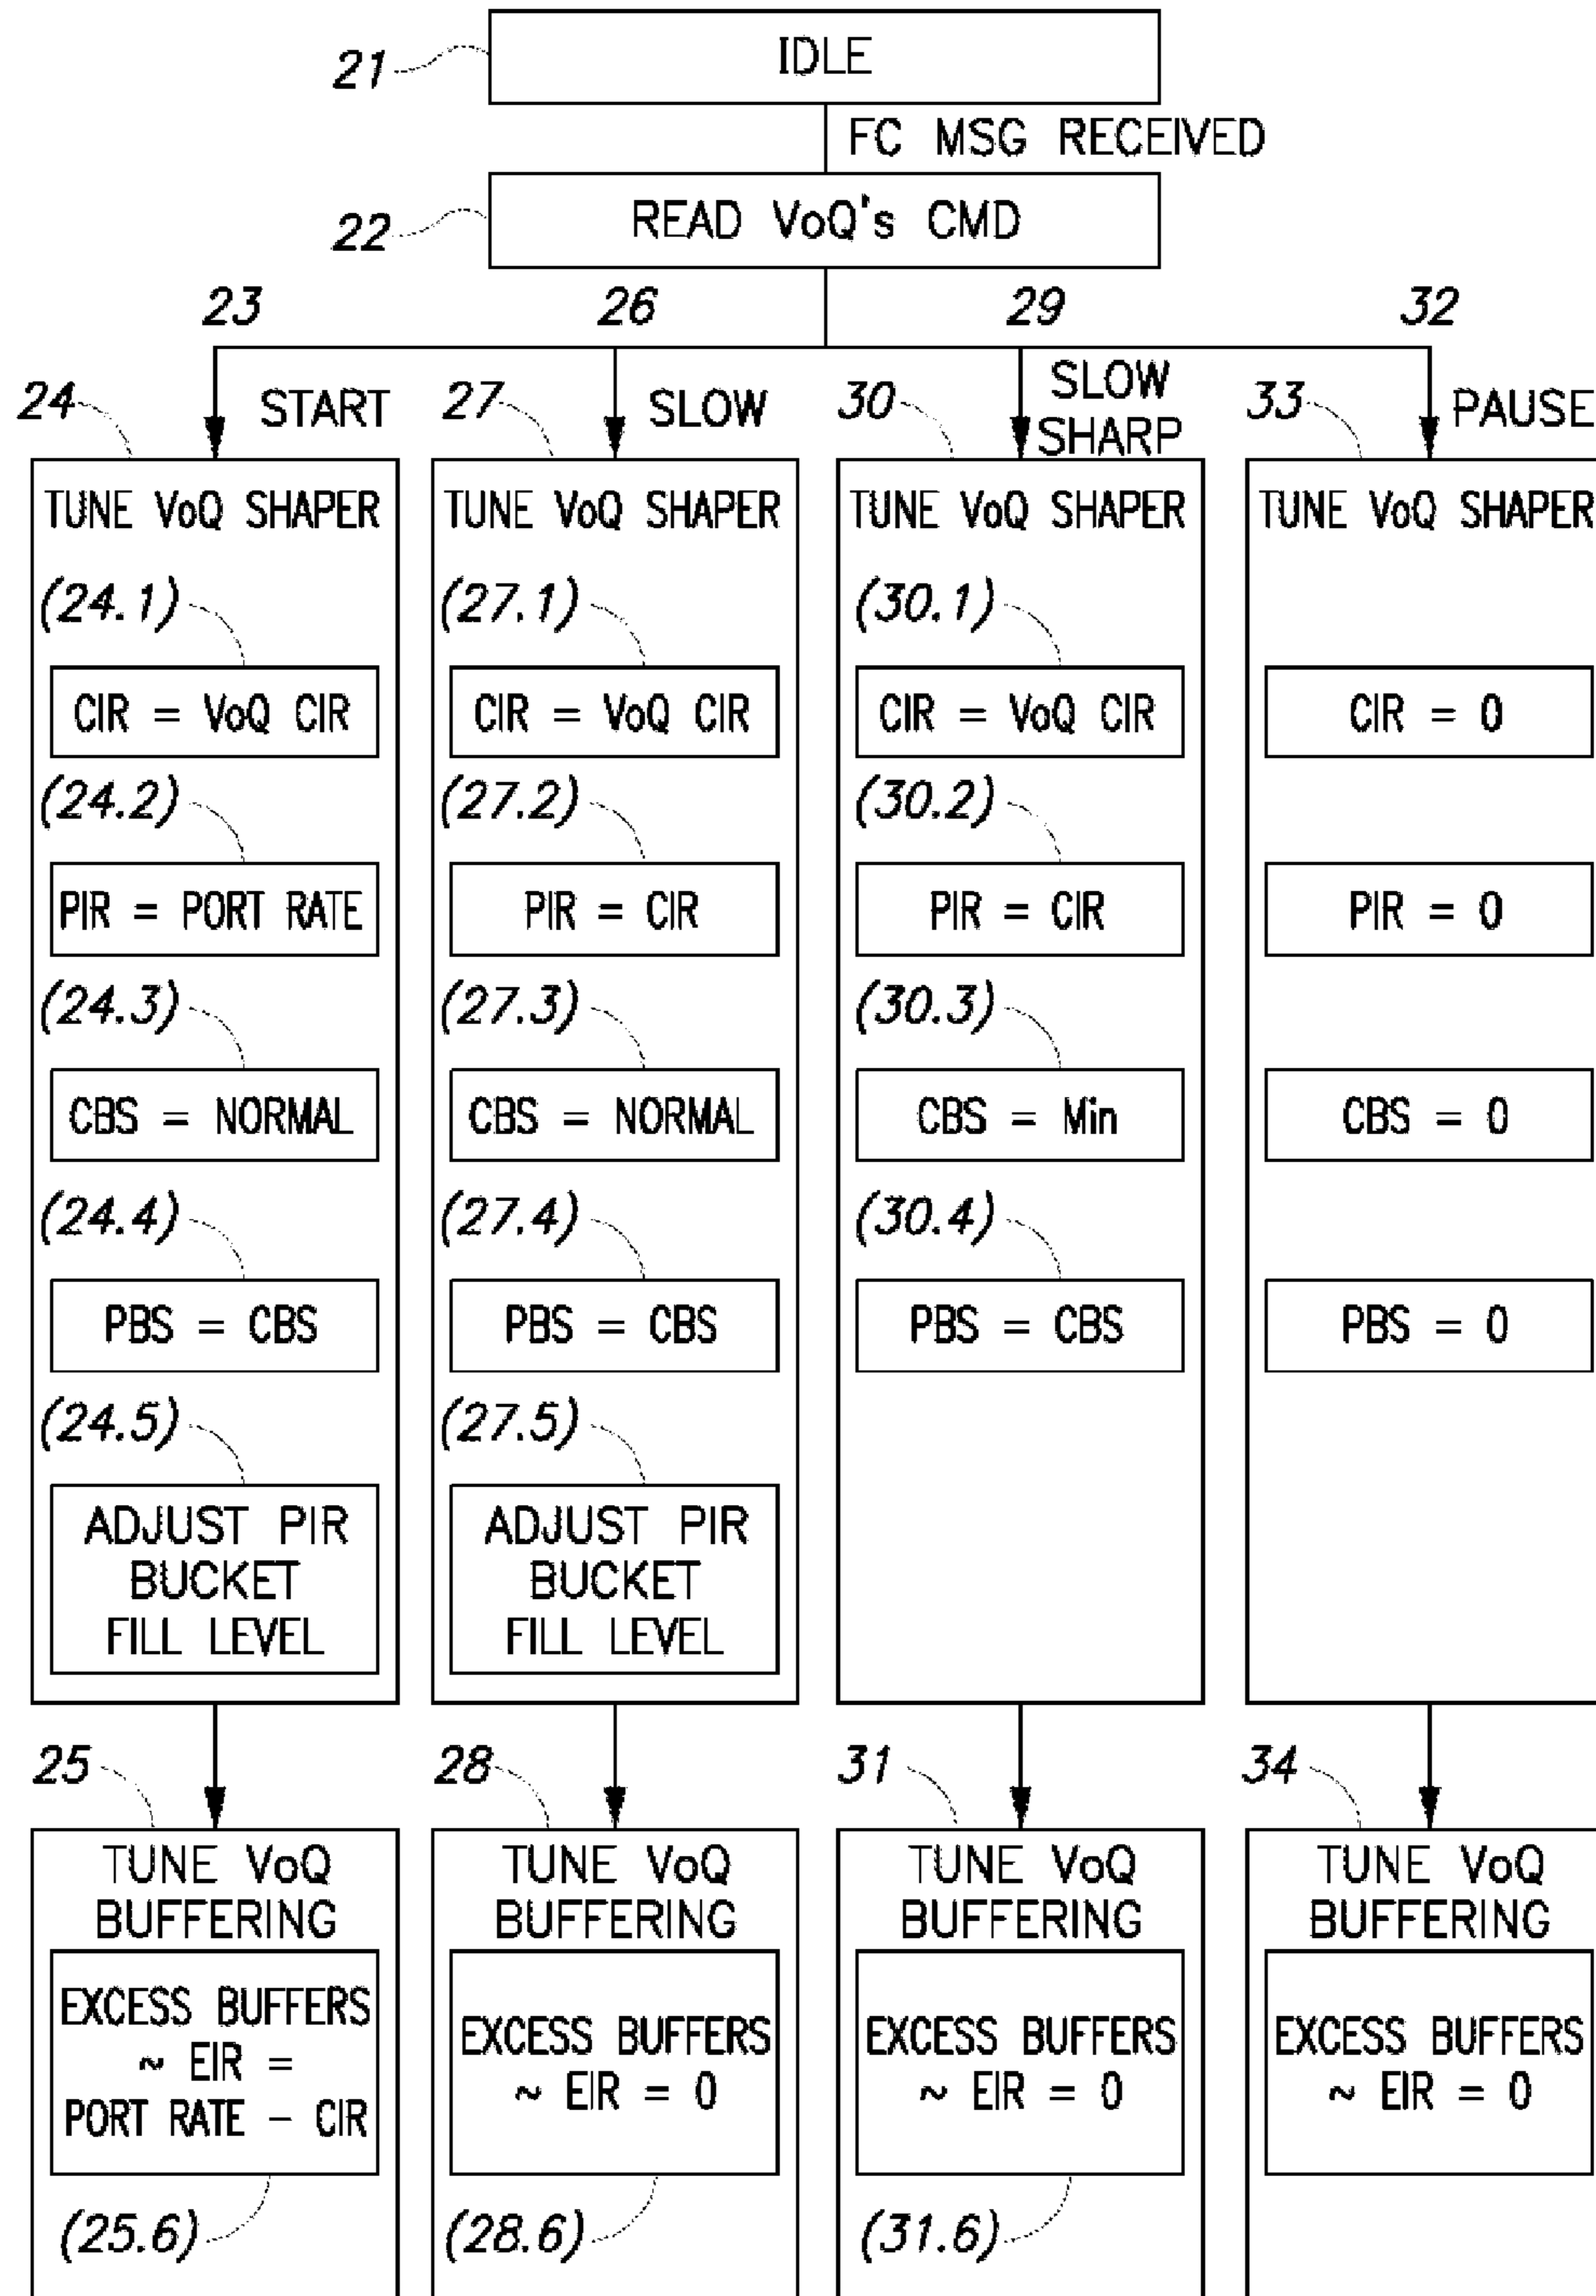 21
IDLE
FC MSG RECEIVED
22
READ VoQ's CMD
23
26
29
32
24
START
27
SLOW
30
SLOW
SHARP
33
PAUSE
TUNE VoQ SHAPER
(24.1)
CIR = VoQ CIR
(24.2)
PIR = PORT RATE
(24.3)
CBS = NORMAL
(24.4)
PBS = CBS
(24.5)
ADJUST PIR
BUCKET
FILL LEVEL
TUNE VoQ SHAPER
(27.1)
CIR = VoQ CIR
(27.2)
PIR = CIR
(27.3)
CBS = NORMAL
(27.4)
PBS = CBS
(27.5)
ADJUST PIR
BUCKET
FILL LEVEL
TUNE VoQ SHAPER
(30.1)
CIR = VoQ CIR
(30.2)
PIR = CIR
(30.3)
CBS = Min
(30.4)
PBS = CBS
TUNE VoQ SHAPER
CIR = 0
PIR = 0
CBS = 0
PBS = 0
25
TUNE VoQ
BUFFERING
EXCESS BUFFERS
~ EIR =
PORT RATE – CIR
(25.6)
28
TUNE VoQ
BUFFERING
EXCESS BUFFERS
~ EIR = 0
(28.6)
31
TUNE VoQ
BUFFERING
EXCESS BUFFERS
~ EIR = 0
(31.6)
34
TUNE VoQ
BUFFERING
EXCESS BUFFERS
~ EIR = 0